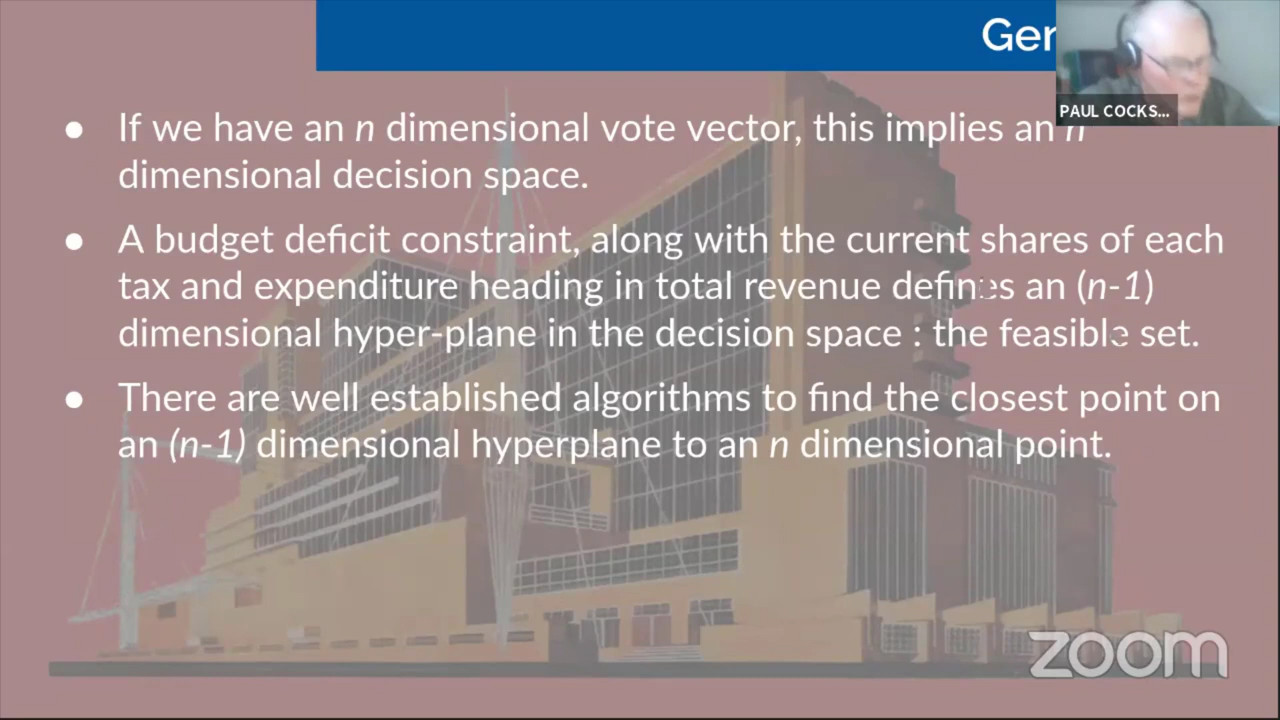 Ger
PAUL COCKS...
● If we have an n dimensional vote vector, this implies an n
dimensional decision space.
● A budget deficit constraint, along with the current shares of each
tax and expenditure heading in total revenue defines an (n-1)
dimensional hyper-plane in the decision space : the feasible set.
● There are well established algorithms to find the closest point on
an (n-1) dimensional hyperplane to an n dimensional point.
zoom